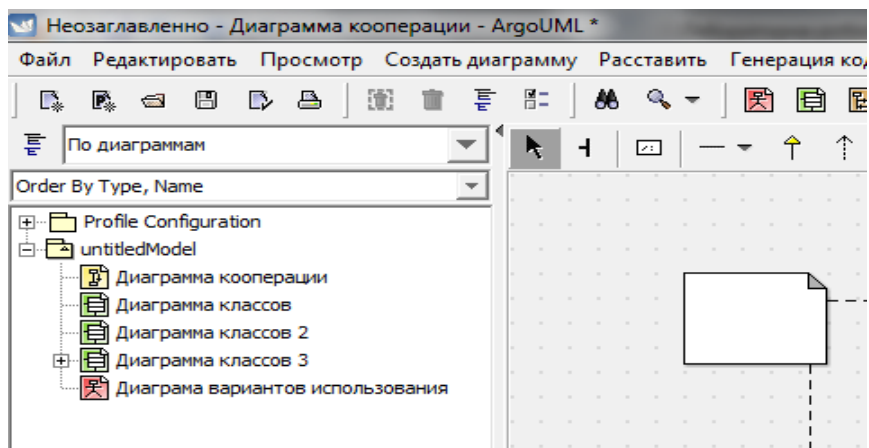 Неозаглавленно - Диаграмма кооперации - ArgoUML *
Файл Редактировать Просмотр Создать диаграмму Расставить Генерация код
По диаграммам
Order By Type, Name
Profile Configuration
untitledModel
Диаграмма кооперации
Диаграмма классов
Диаграмма классов 2
Диаграмма классов 3
Диаграма вариантов использования